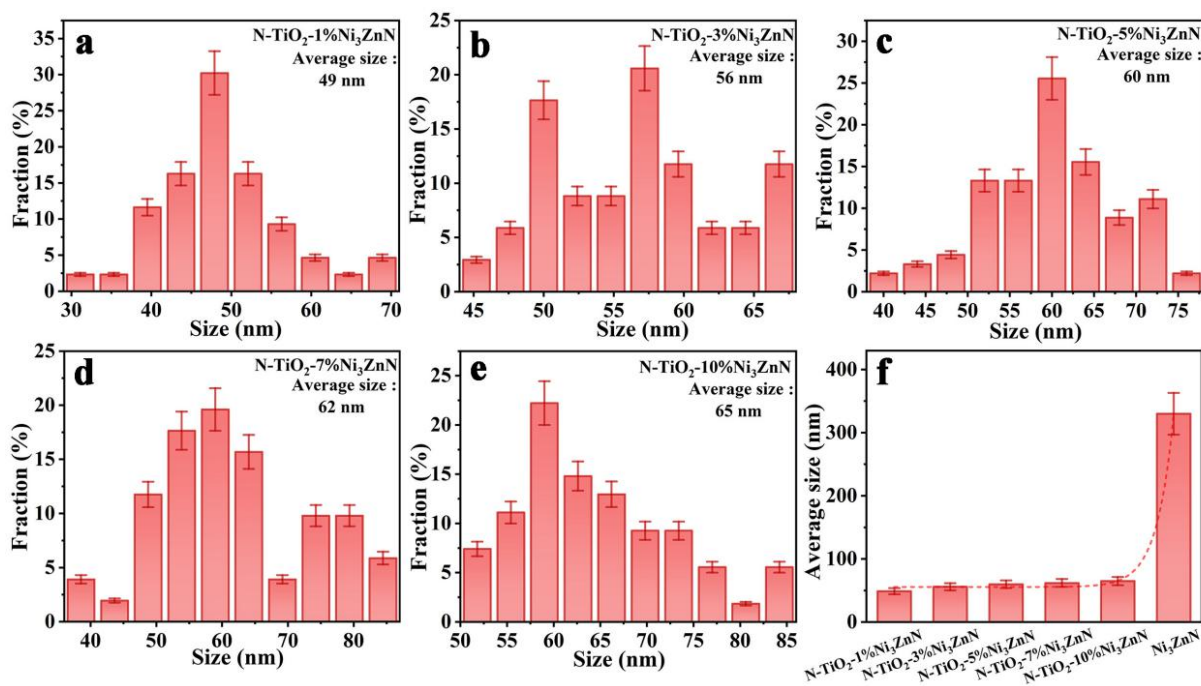 a
N-TiO₂-1%Ni₃ZnN
Average size :
49 nm
35
30
25
20
15
10
5
0
Fraction (%)
30 40 50 60 70
Size (nm)
b
N-TiO₂-3%Ni₃ZnN
Average size :
56 nm
25
20
15
10
5
0
Fraction (%)
45 50 55 60 65
Size (nm)
c
N-TiO₂-5%Ni₃ZnN
Average size :
60 nm
30
25
20
15
10
5
0
Fraction (%)
40 45 50 55 60 65 70 75
Size (nm)
d
N-TiO₂-7%Ni₃ZnN
Average size :
62 nm
25
20
15
10
5
0
Fraction (%)
40 50 60 70 80
Size (nm)
e
N-TiO₂-10%Ni₃ZnN
Average size :
65 nm
25
20
15
10
5
0
Fraction (%)
50 55 60 65 70 75 80 85
Size (nm)
f
400
300
200
100
0
Average size (nm)
N-TiO₂-1%Ni₃ZnN
N-TiO₂-3%Ni₃ZnN
N-TiO₂-5%Ni₃ZnN
N-TiO₂-7%Ni₃ZnN
N-TiO₂-10%Ni₃ZnN
Ni₃ZnN